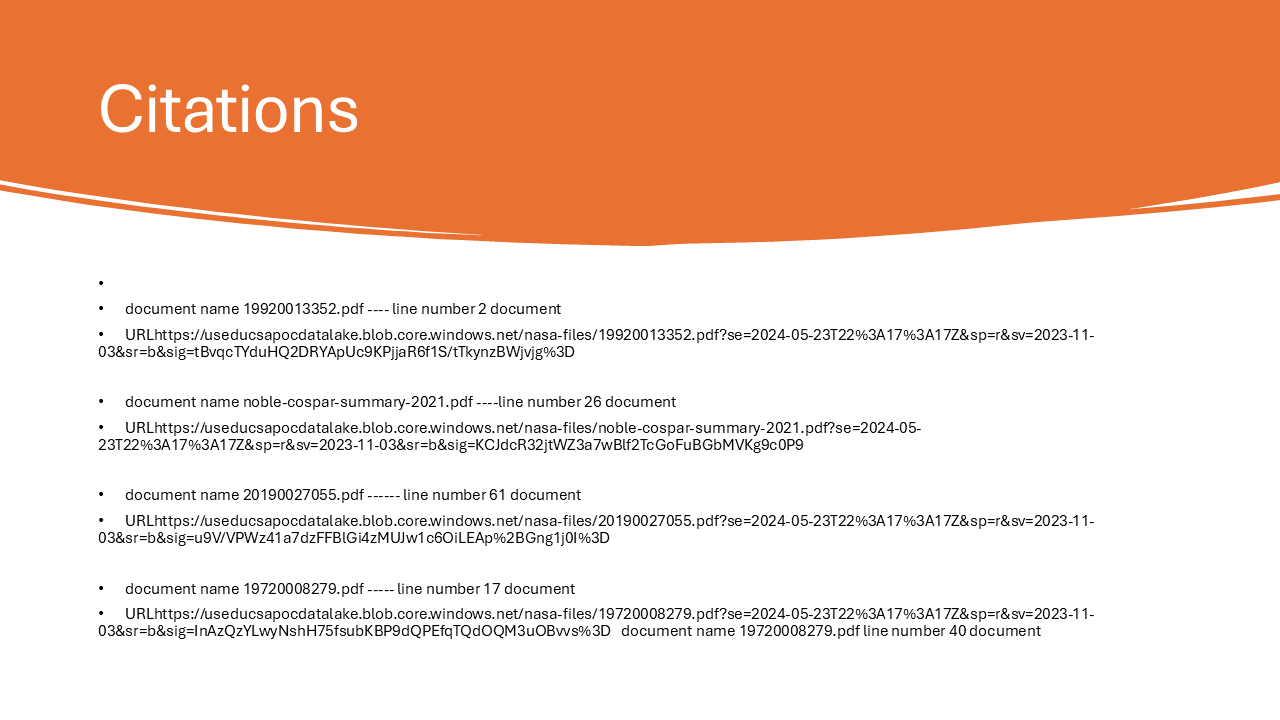 Citations
•
• document name 19920013352.pdf ---- line number 2 document
• URLhttps://useducsapocdatalake.blob.core.windows.net/nasa-files/19920013352.pdf?se=2024-05-23T22%3A17%3A17Z&sp=r&sv=2023-11-
03&sr=b&sig=tBvqcTYduHQ2DRYApUc9KPjjaR6f1S/tTkynzBWjvjg%3D
• document name noble-cospar-summary-2021.pdf ----line number 26 document
• URLhttps://useducsapocdatalake.blob.core.windows.net/nasa-files/noble-cospar-summary-2021.pdf?se=2024-05-
23T22%3A17%3A17Z&sp=r&sv=2023-11-03&sr=b&sig=KCJdcR32jtWZ3a7wBlf2TcGoFuBGbMVKg9c0P9
• document name 20190027055.pdf ------ line number 61 document
• URLhttps://useducsapocdatalake.blob.core.windows.net/nasa-files/20190027055.pdf?se=2024-05-23T22%3A17%3A17Z&sp=r&sv=2023-11-
03&sr=b&sig=u9V/VPWz41a7dzFFBlGi4zMUJw1c6OiLEAp%2BGng1j0I%3D
• document name 19720008279.pdf ----- line number 17 document
• URLhttps://useducsapocdatalake.blob.core.windows.net/nasa-files/19720008279.pdf?se=2024-05-23T22%3A17%3A17Z&sp=r&sv=2023-11-
03&sr=b&sig=InAzQzYLwyNshH75fsubKBP9dQPEfqTQdOQM3uOBvvs%3D document name 19720008279.pdf line number 40 document